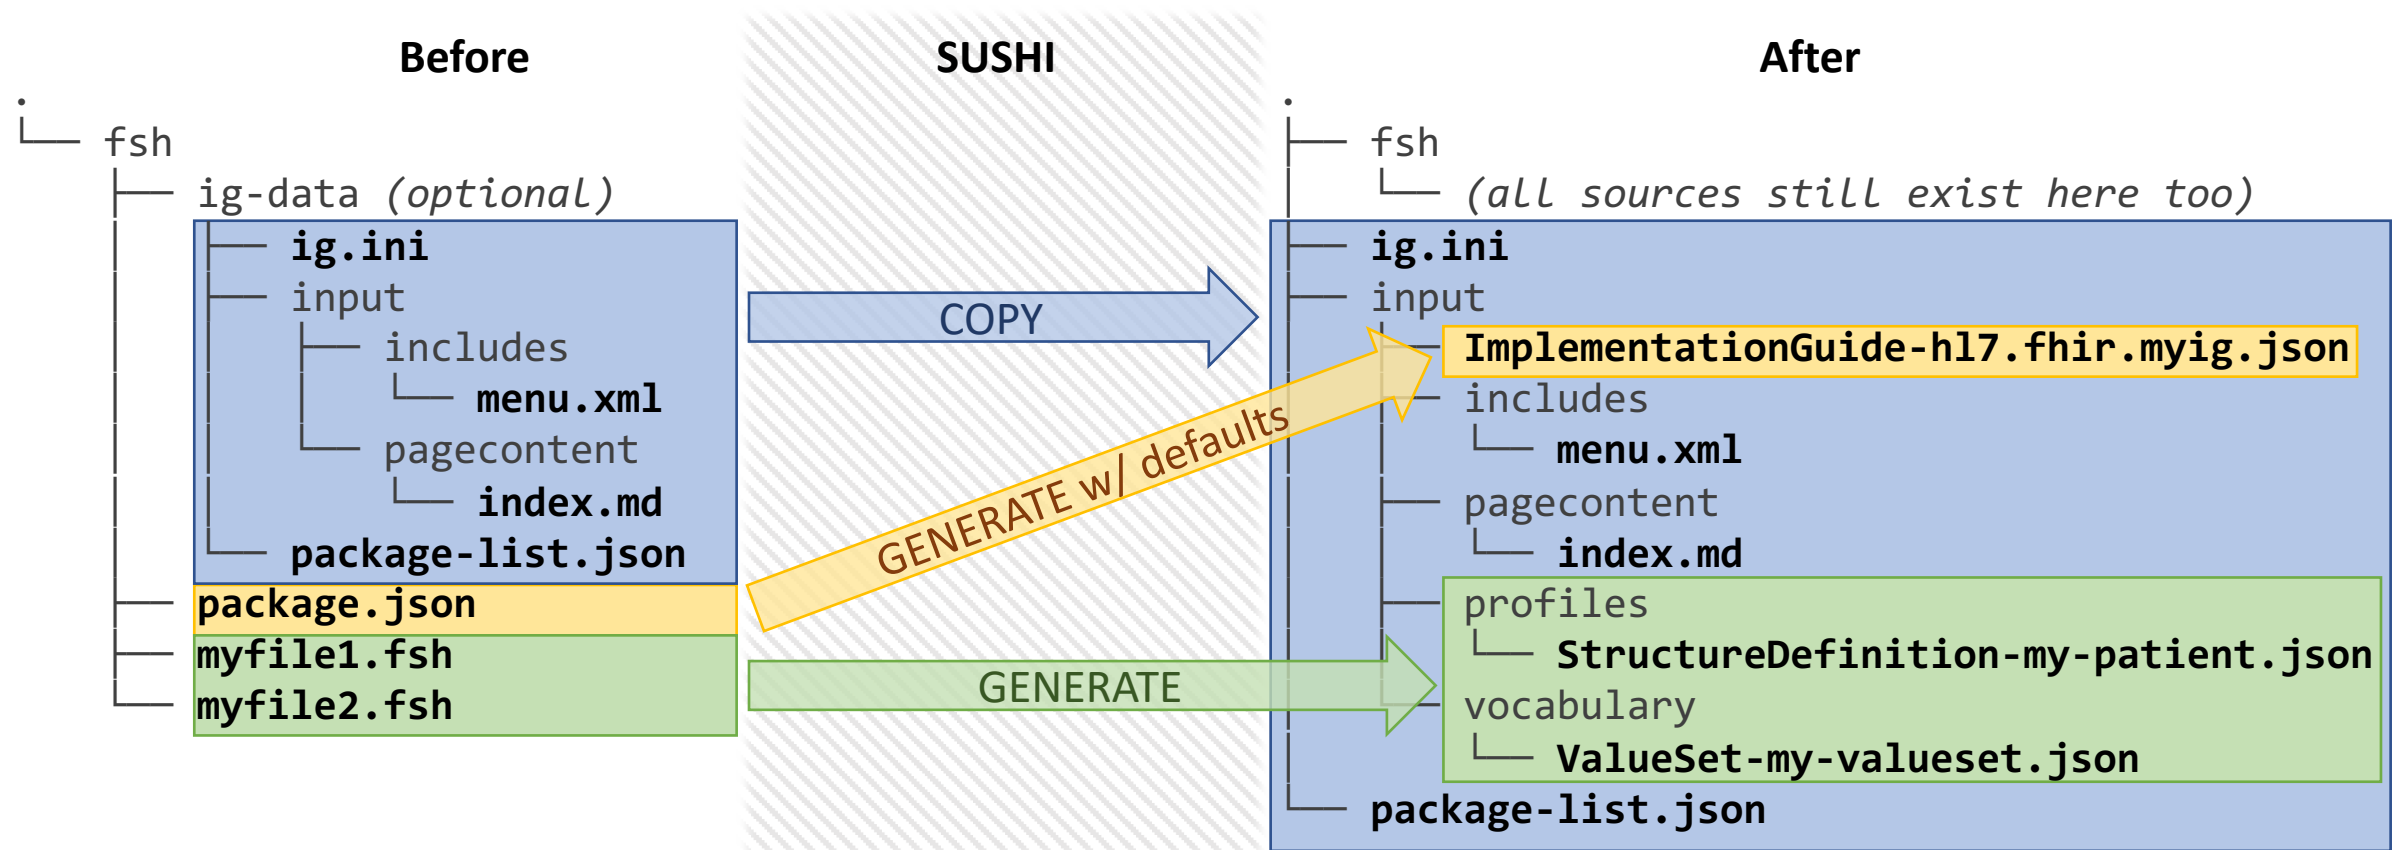 Before
SUSHI
After
.
└── fsh
├── ig-data (optional)
├── ig.ini
├── input
├── includes
└── menu.xml
└── pagecontent
└── index.md
└── package-list.json
├── package.json
├── myfile1.fsh
└── myfile2.fsh
COPY
GENERATE w/ defaults
GENERATE
.
├── fsh
└── (all sources still exist here too)
├── ig.ini
├── input
├── ImplementationGuide-hl7.fhir.myig.json
├── includes
└── menu.xml
├── pagecontent
└── index.md
├── profiles
└── StructureDefinition-my-patient.json
└── vocabulary
└── ValueSet-my-valueset.json
└── package-list.json